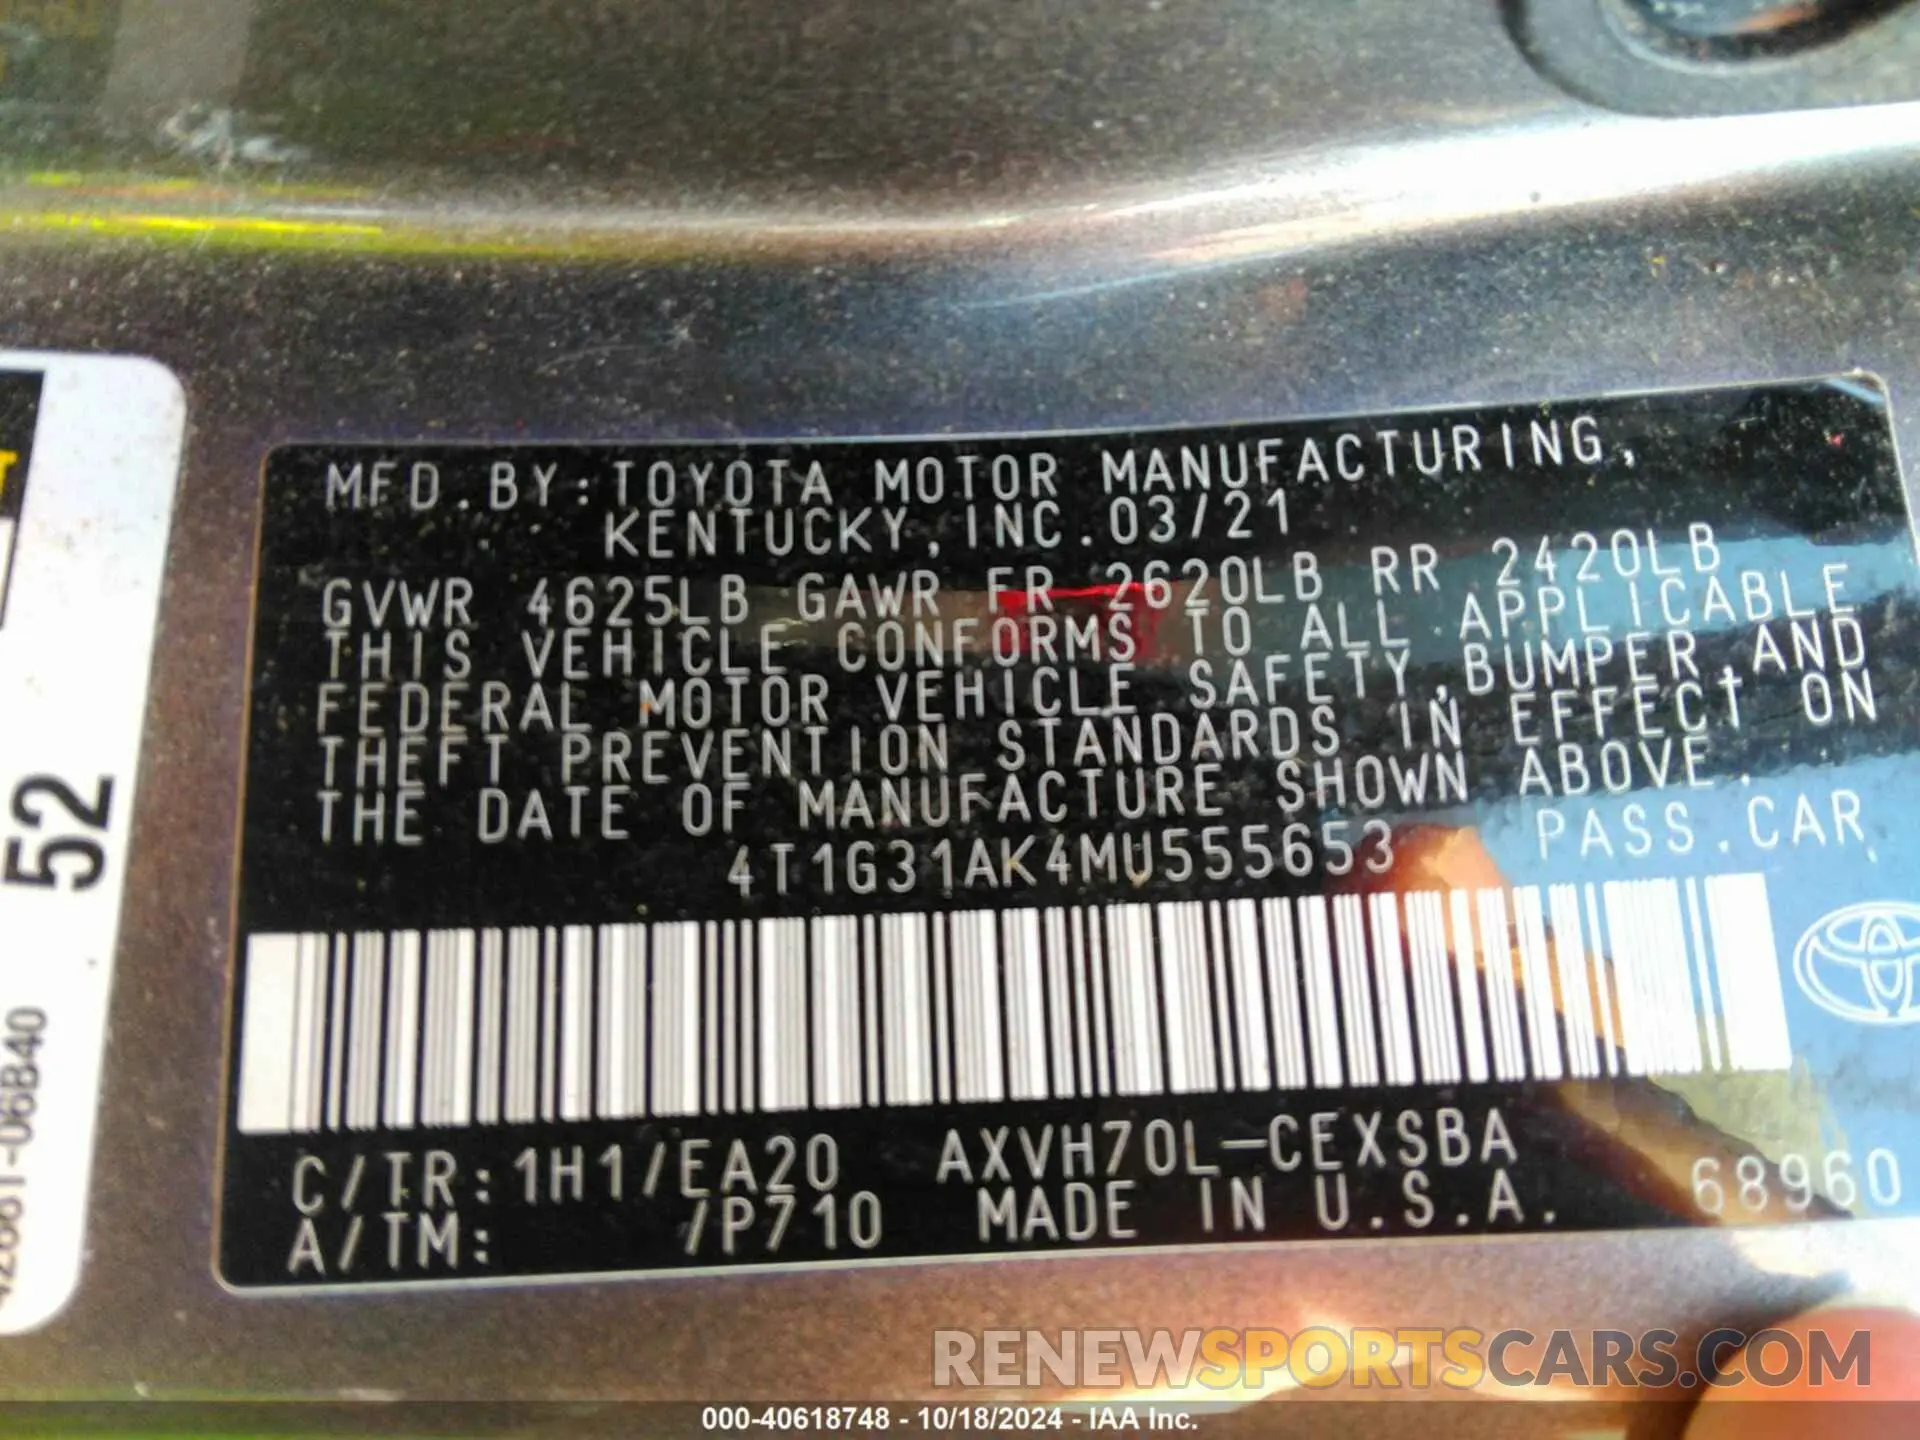 MFD.BY:TOYOTA MOTOR MANUFACTURING,
KENTUCKY,INC.03/21
GVWR 4625LB GAWR FR 2620LB RR 2420LB
THIS VEHICLE CONFORMS TO ALL APPLICABLE
FEDERAL MOTOR VEHICLE SAFETY,BUMPER,AND
THEFT PREVENTION STANDARDS IN EFFECT ON
THE DATE OF MANUFACTURE SHOWN ABOVE.
4T1G31AK4MU555653 PASS.CAR
C/TR:1H1/EA20 AXVH70L-CEXSBA
A/TM: /P710 MADE IN U.S.A. 68960
52
06B40
RENEWSPORTSCARS.COM
000-40618748 - 10/18/2024 - IAA Inc.